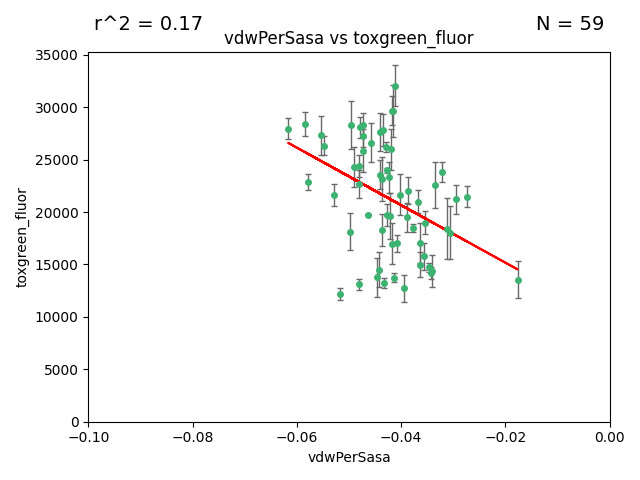 r^2 = 0.17
N = 59
vdwPerSasa vs toxgreen_fluor
35000
30000
25000
20000
15000
10000
5000
0
toxgreen_fluor
−0.10
−0.08
−0.06
−0.04
−0.02
0.00
vdwPerSasa